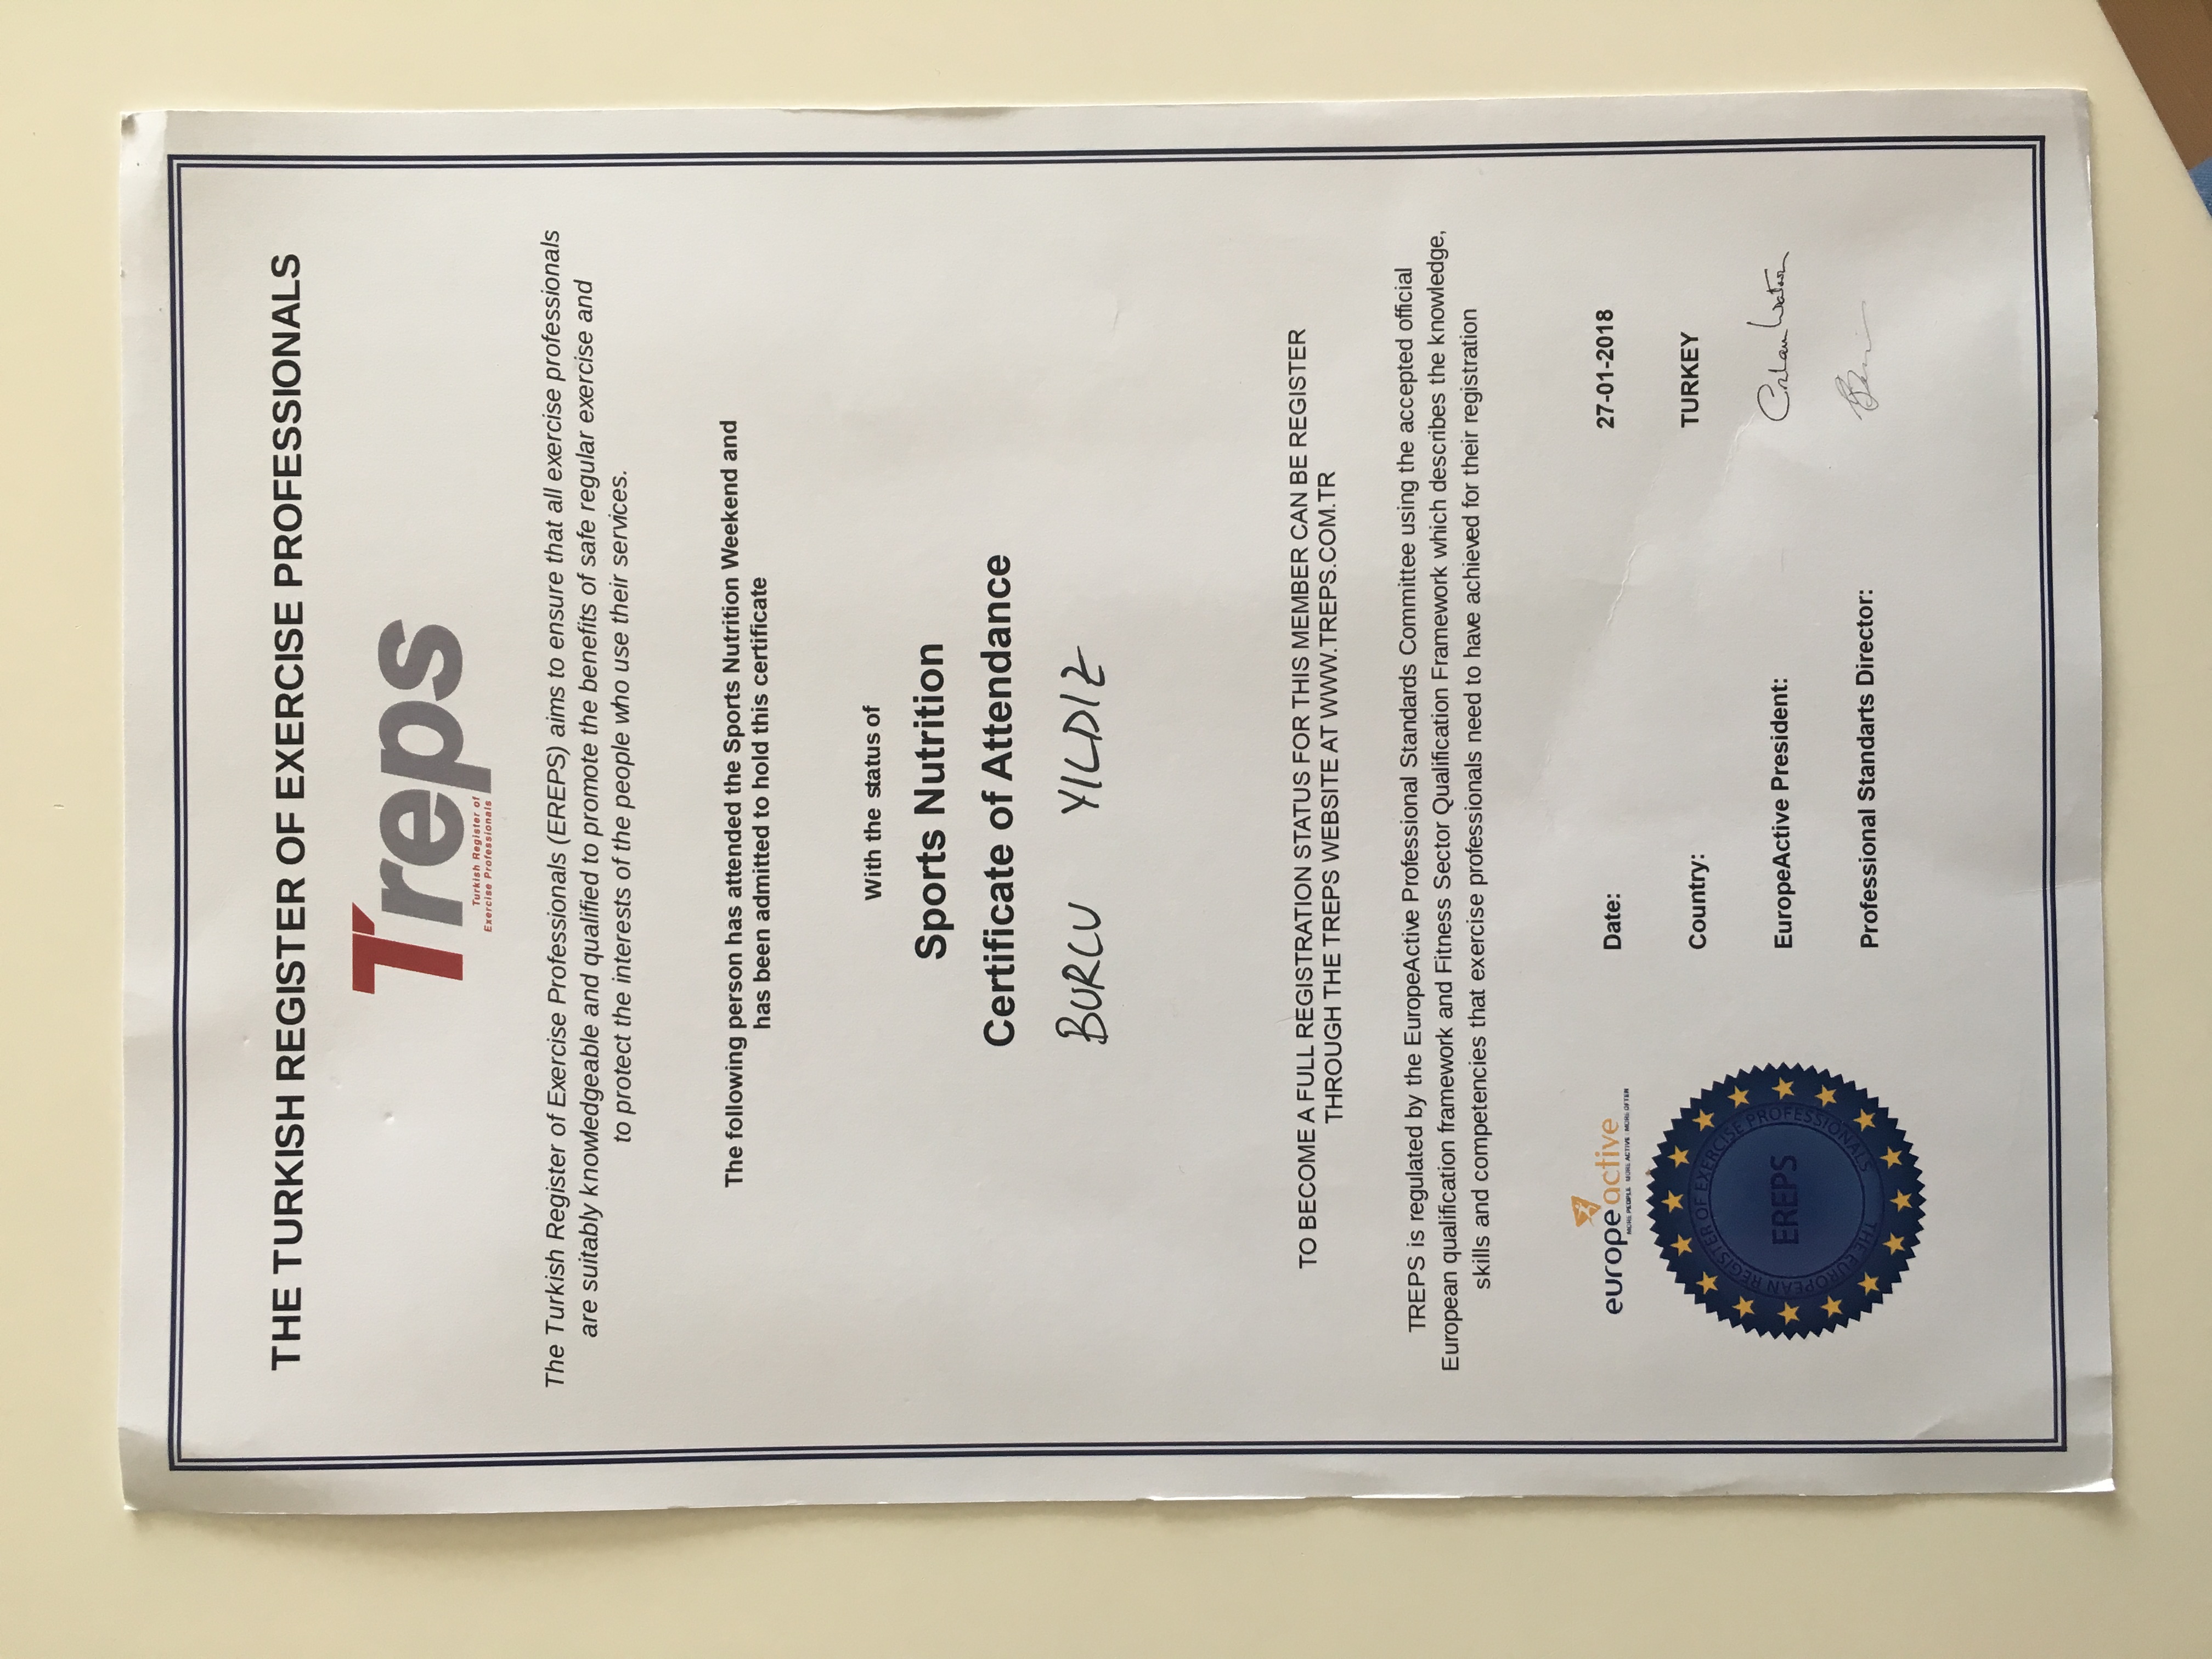 THE TURKISH REGISTER OF EXERCISE PROFESSIONALS
Treps
Turkish Register of
Exercise Professionals
The Turkish Register of Exercise Professionals (EREPS) aims to ensure that all exercise professionals
are suitably knowledgeable and qualified to promote the benefits of safe regular exercise and
to protect the interests of the people who use their services.
The following person has attended the Sports Nutrition Weekend and
has been admitted to hold this certificate
With the status of
Sports Nutrition
Certificate of Attendance
BURCU YILDIZ
TO BECOME A FULL REGISTRATION STATUS FOR THIS MEMBER CAN BE REGISTER
THROUGH THE TREPS WEBSITE AT WWW.TREPS.COM.TR
TREPS is regulated by the EuropeActive Professional Standards Committee using the accepted official
European qualification framework and Fitness Sector Qualification Framework which describes the knowledge,
skills and competencies that exercise professionals need to have achieved for their registration
europe active
MORE PEOPLE MORE ACTIVE MORE OFTEN
THE EUROPEAN REGISTER OF EXERCISE PROFESSIONALS
EREPS
Date: 27-01-2018
Country: TURKEY
EuropeActive President:
Professional Standarts Director: